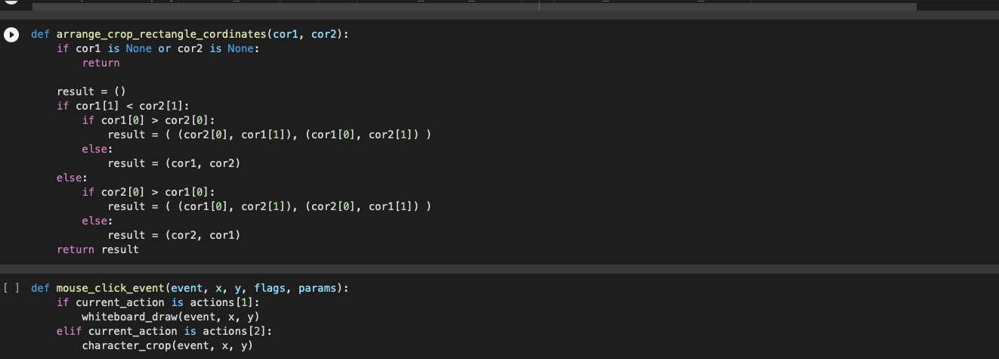 def arrange_crop_rectangle_cordinates(cor1, cor2):
    if cor1 is None or cor2 is None:
        return

    result = ()
    if cor1[1] < cor2[1]:
        if cor1[0] > cor2[0]:
            result = ( (cor2[0], cor1[1]), (cor1[0], cor2[1]) )
        else:
            result = (cor1, cor2)
    else:
        if cor2[0] > cor1[0]:
            result = ( (cor1[0], cor2[1]), (cor2[0], cor1[1]) )
        else:
            result = (cor2, cor1)
    return result
[ ] def mouse_click_event(event, x, y, flags, params):
    if current_action is actions[1]:
        whiteboard_draw(event, x, y)
    elif current_action is actions[2]:
        character_crop(event, x, y)